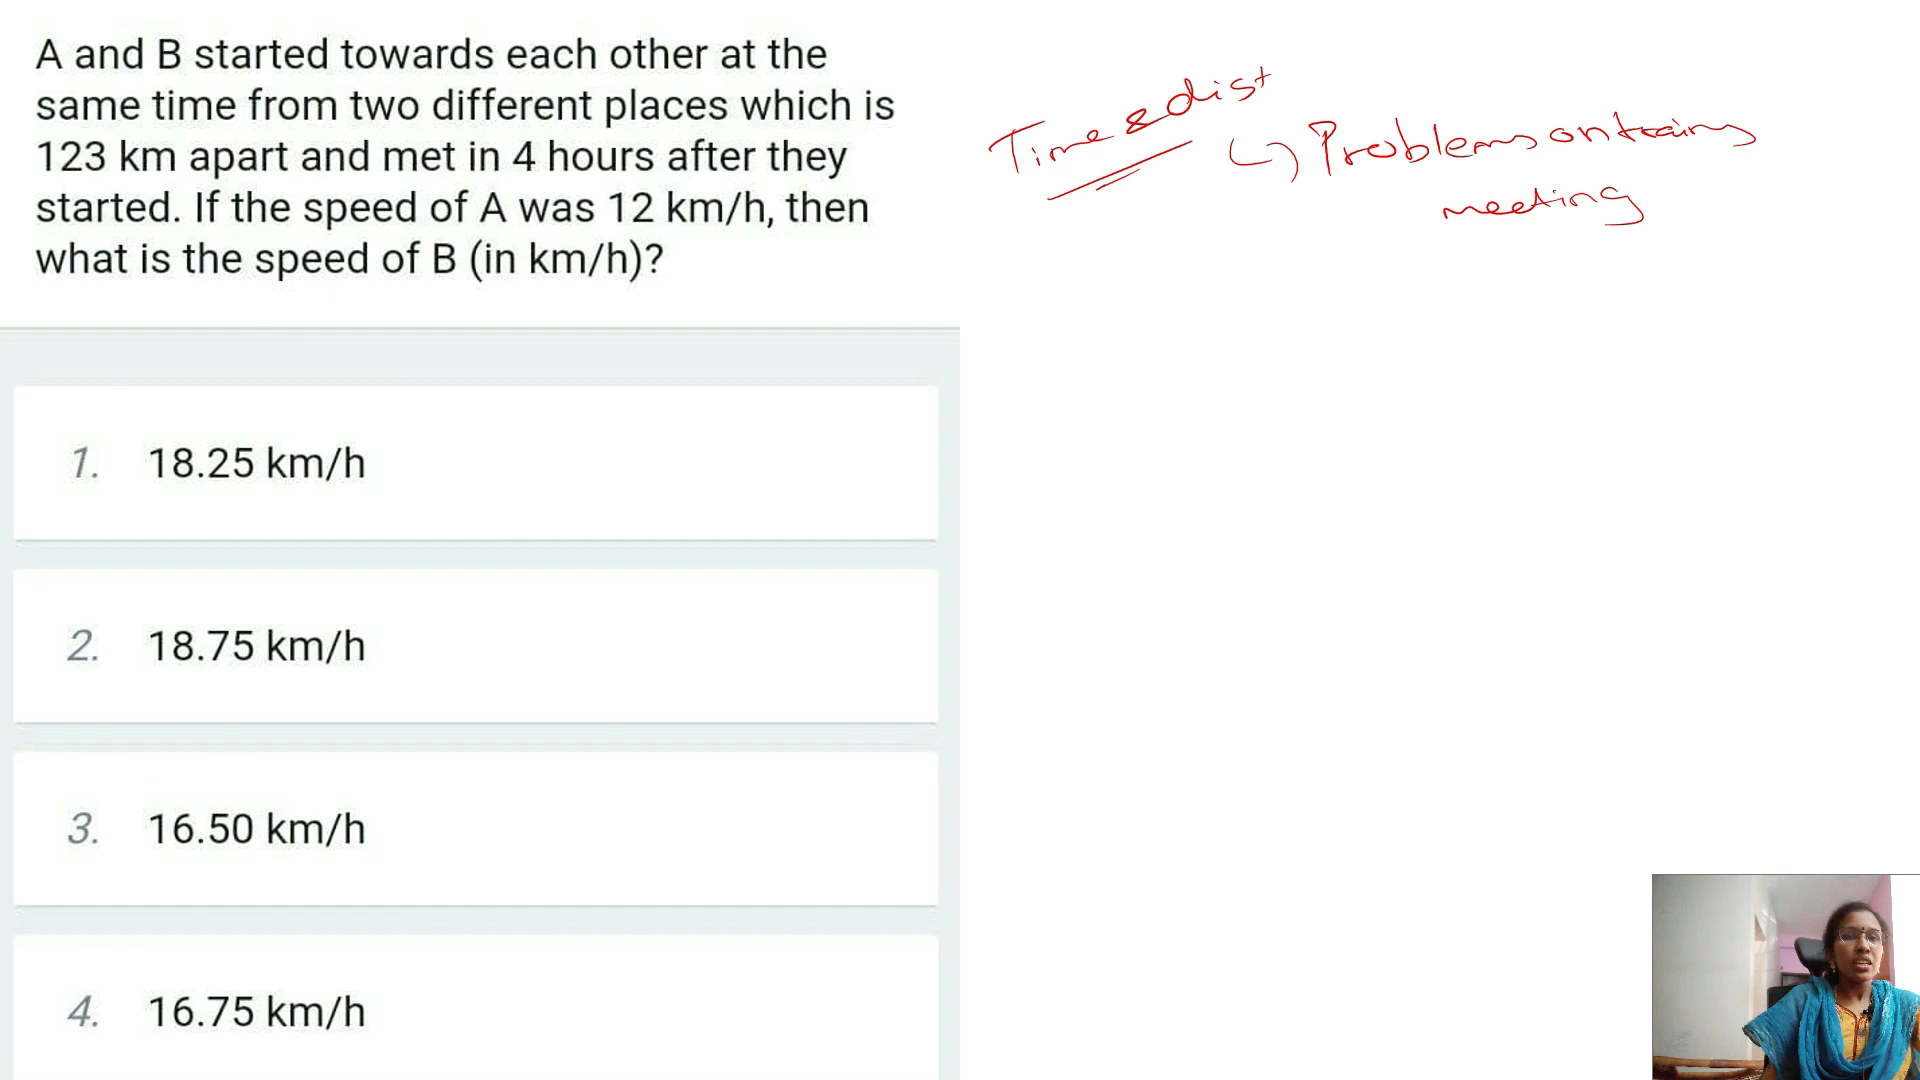 A and B started towards each other at the
same time from two different places which is
123 km apart and met in 4 hours after they
started. If the speed of A was 12 km/h, then
what is the speed of B (in km/h)?
1. 18.25 km/h
2. 18.75 km/h
3. 16.50 km/h
4. 16.75 km/h
Time & dist
Problems on trains
meeting